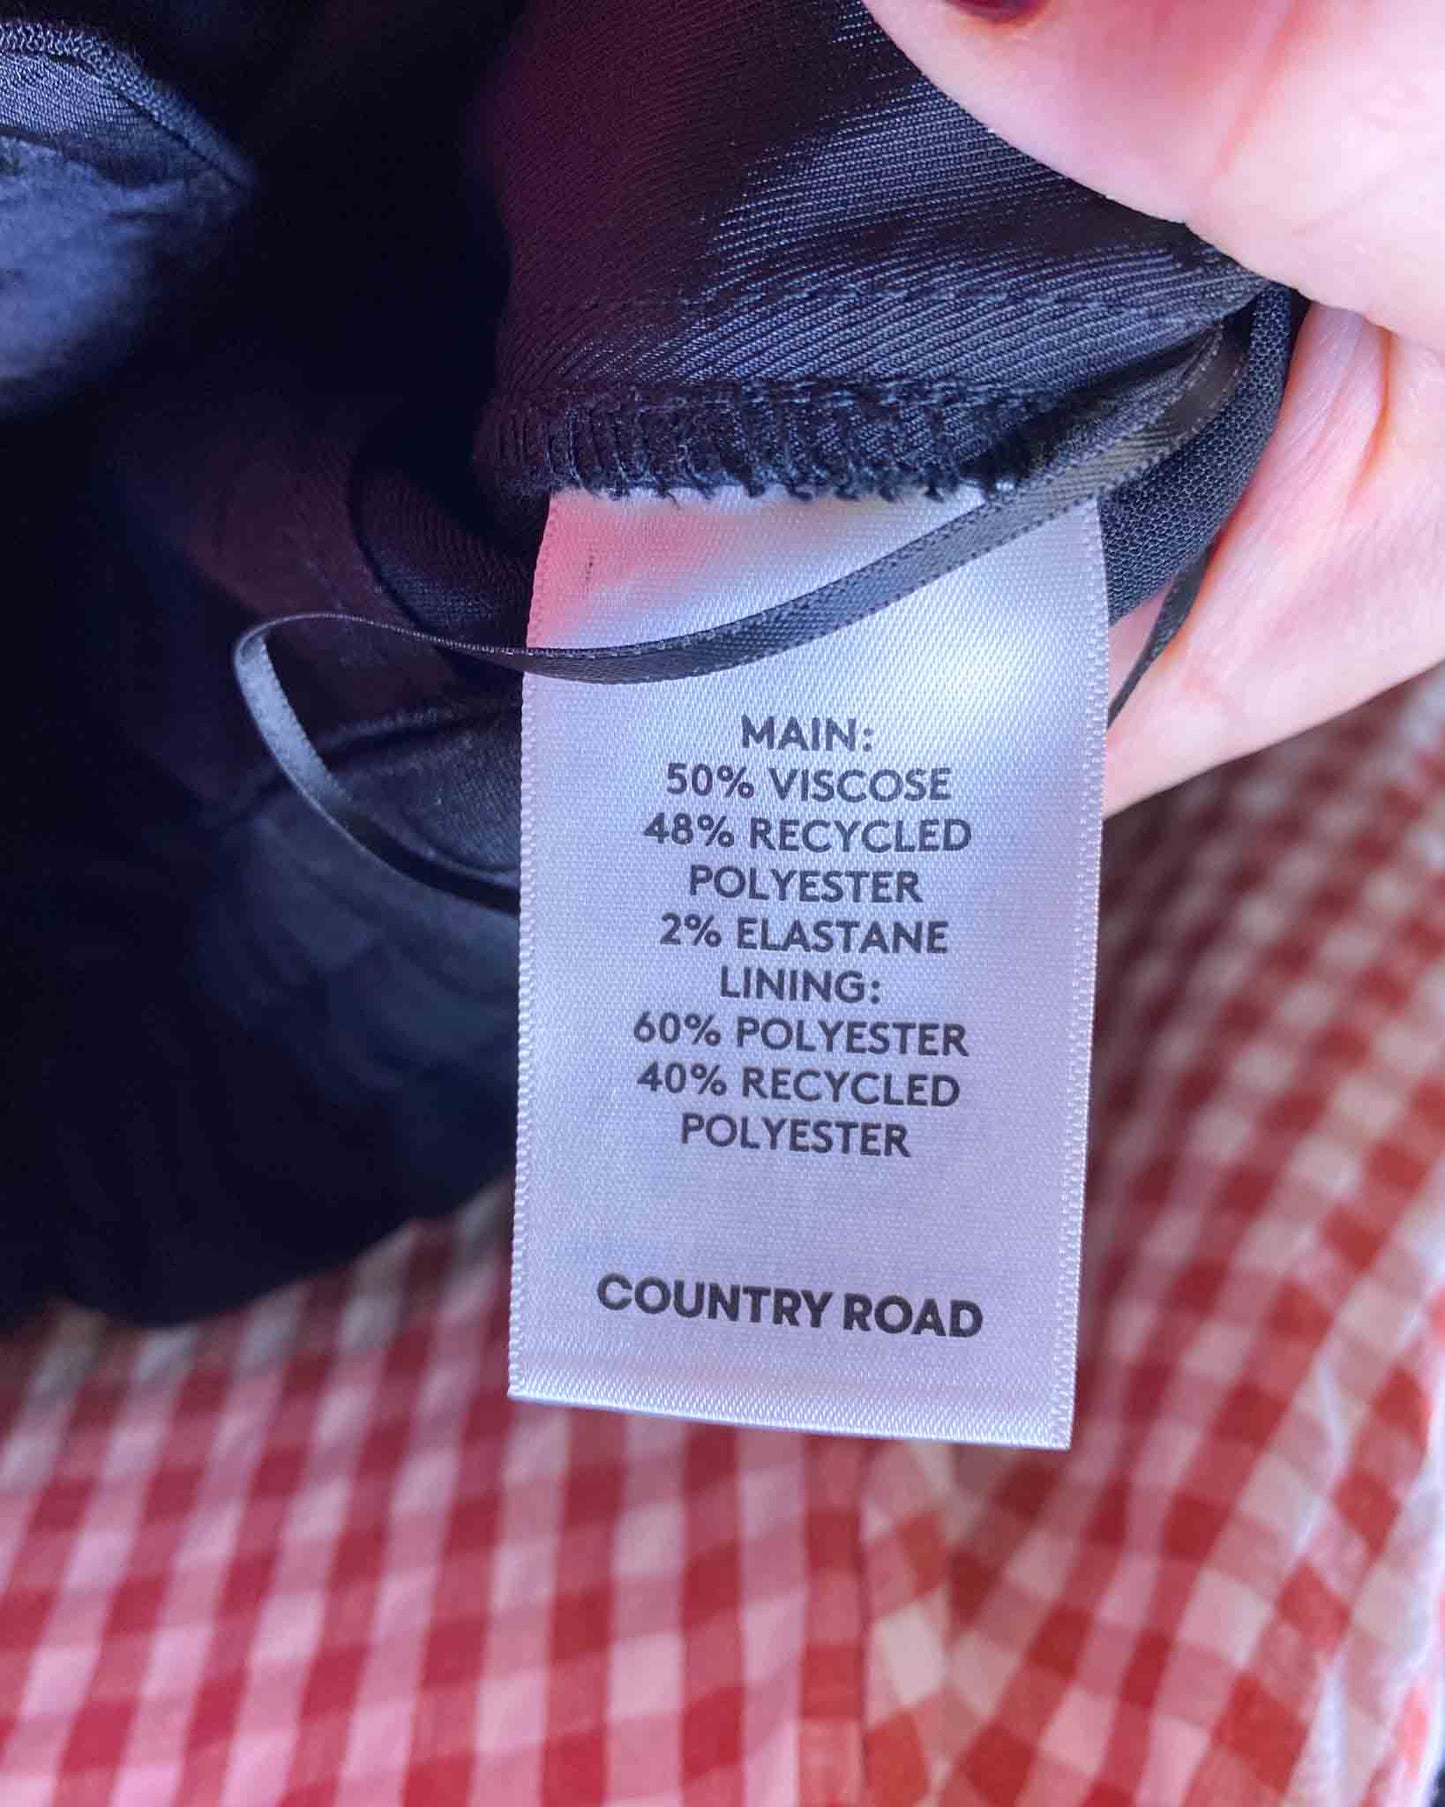 MAIN:
50% VISCOSE
48% RECYCLED
POLYESTER
2% ELASTANE
LINING:
60% POLYESTER
40% RECYCLED
POLYESTER
COUNTRY ROAD